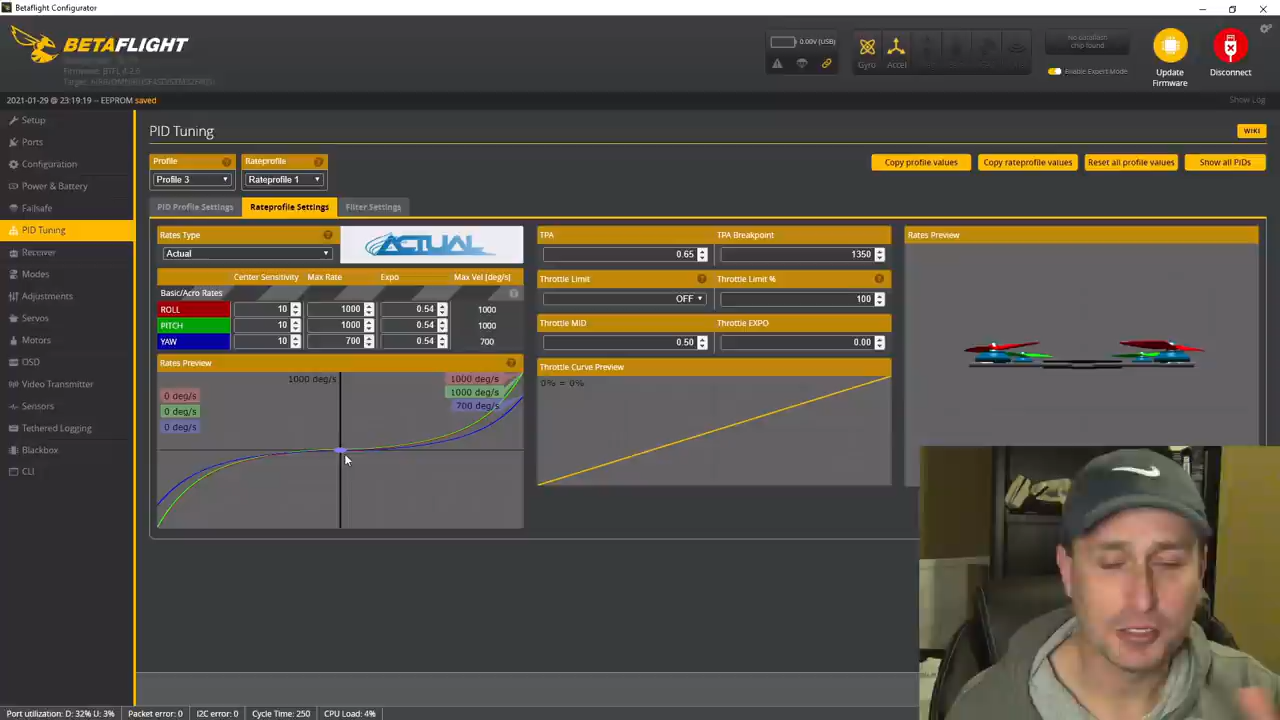 Betaflight Configurator
BETAFLIGHT
0.00V (USB)
Gyro
Accel
Enable Expert Mode
Update Firmware
Disconnect
2021-01-29 @ 23:19:19 -- EEPROM saved
Show Log
Setup
Ports
Configuration
Power & Battery
Failsafe
PID Tuning
Receiver
Modes
Adjustments
Servos
Motors
OSD
Video Transmitter
Sensors
Tethered Logging
Blackbox
CLI
PID Tuning
WIKI
Profile
Rateprofile
Profile 3
Rateprofile 1
Copy profile values
Copy rateprofile values
Reset all profile values
Show all PIDs
PID Profile Settings
Rateprofile Settings
Filter Settings
Rates Type
ACTUAL
Actual
Center Sensitivity Max Rate Expo Max Vel [deg/s]
Basic/Acro Rates
ROLL 10 1000 0.54 1000
PITCH 10 1000 0.54 1000
YAW 10 700 0.54 700
Rates Preview
1000 deg/s
0 deg/s
0 deg/s
0 deg/s
1000 deg/s
1000 deg/s
700 deg/s
TPA
TPA Breakpoint
0.65
1350
Throttle Limit
Throttle Limit %
OFF
100
Throttle MID
Throttle EXPO
0.50
0.00
Throttle Curve Preview
0% = 0%
Rates Preview
Port utilization: D: 32% U: 3%
Packet error: 0
I2C error: 0
Cycle Time: 250
CPU Load: 4%